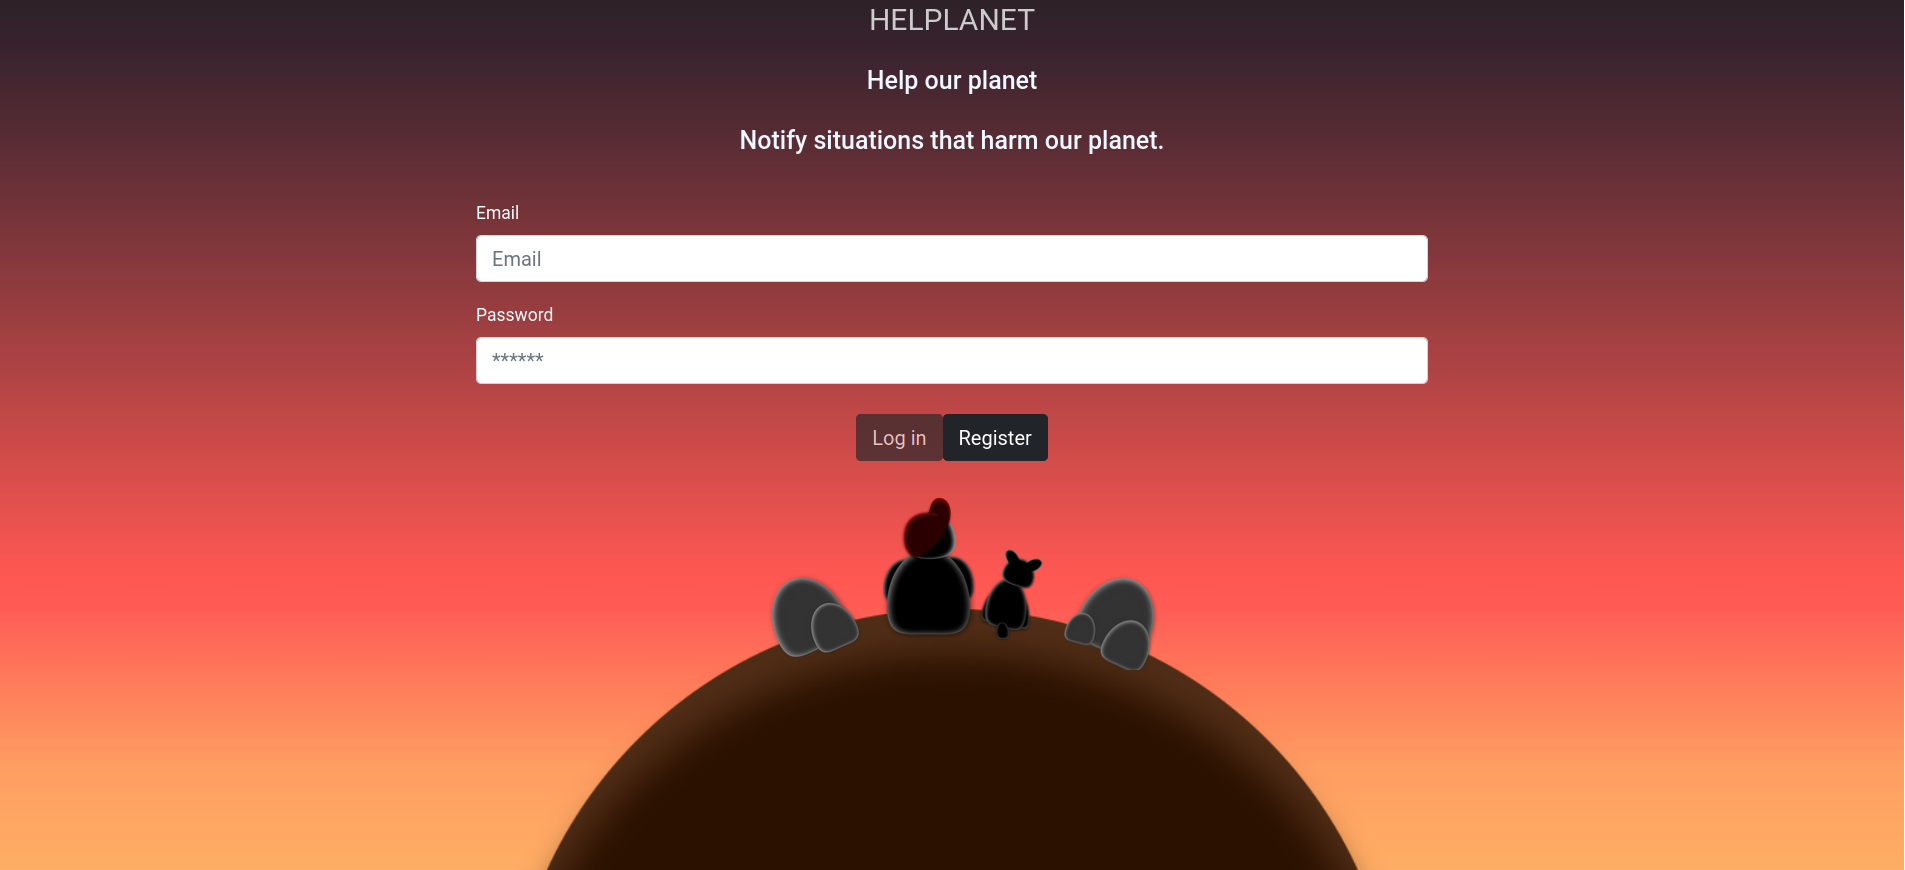 HELPLANET
Help our planet
Notify situations that harm our planet.
Email
Email
Password
******
Log in Register